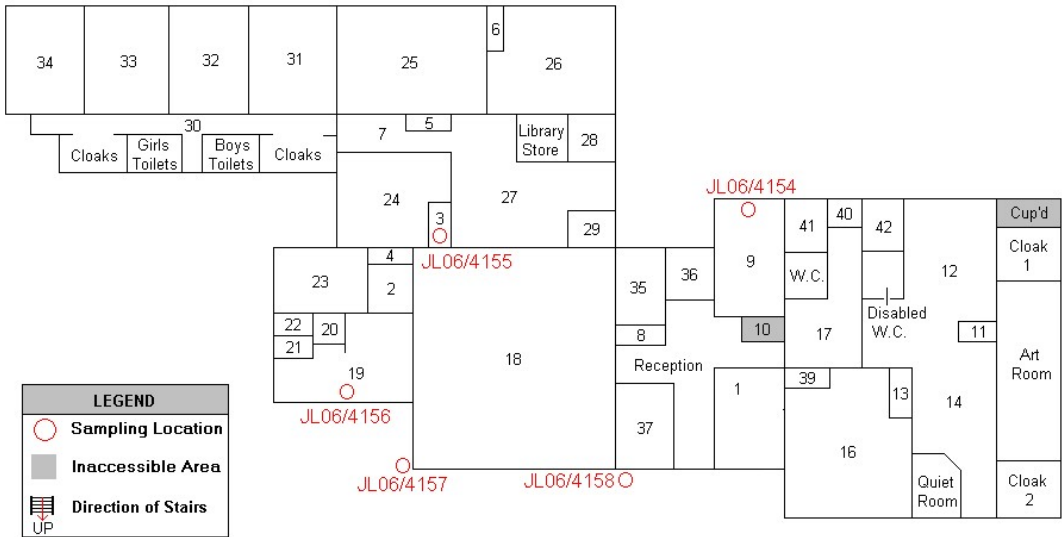 6
34
33
32
31
25
26
30
7
5
Library
Store
28
Cloaks
Girls
Toilets
Boys
Toilets
Cloaks
24
3
27
29
JL06/4154
JL06/4155
41
40
42
Cup'd
Cloak
1
9
12
W.C.
23
4
2
35
36
22
20
21
8
10
17
Disabled
W.C.
11
18
Reception
Art
Room
19
JL06/4156
1
39
13
14
37
16
JL06/4157
JL06/4158
Quiet
Room
Cloak
2
LEGEND
Sampling Location
Inaccessible Area
Direction of Stairs
UP